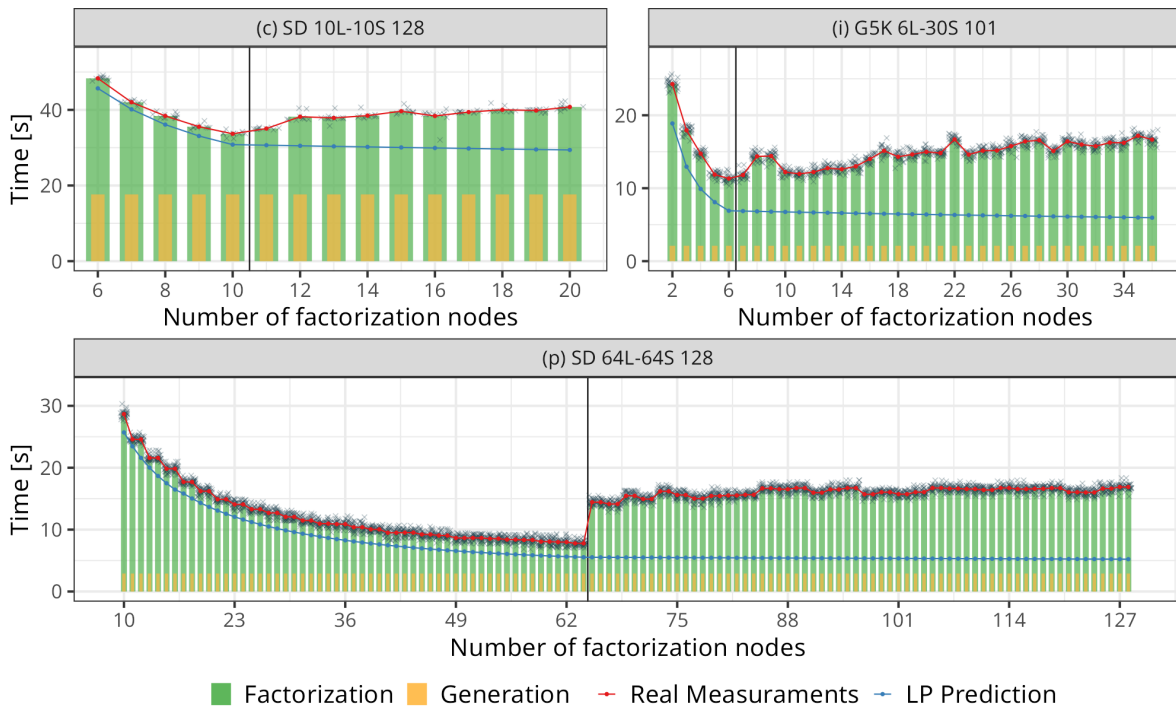 (c) SD 10L-10S 128
(i) G5K 6L-30S 101
Time [s]
40
20
0
6 8 10 12 14 16 18 20
Number of factorization nodes
20
10
0
2 6 10 14 18 22 26 30 34
Number of factorization nodes
(p) SD 64L-64S 128
Time [s]
30
20
10
0
10 23 36 49 62 75 88 101 114 127
Number of factorization nodes
Factorization Generation Real Measuraments LP Prediction